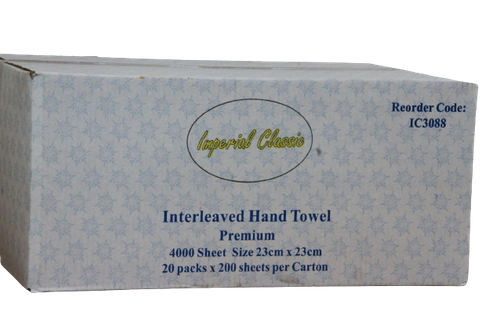 Reorder Code:
IC3088
Imperial Classic
Interleaved Hand Towel
Premium
4000 Sheet Size 23cm x 23cm
20 packs x 200 sheets per Carton